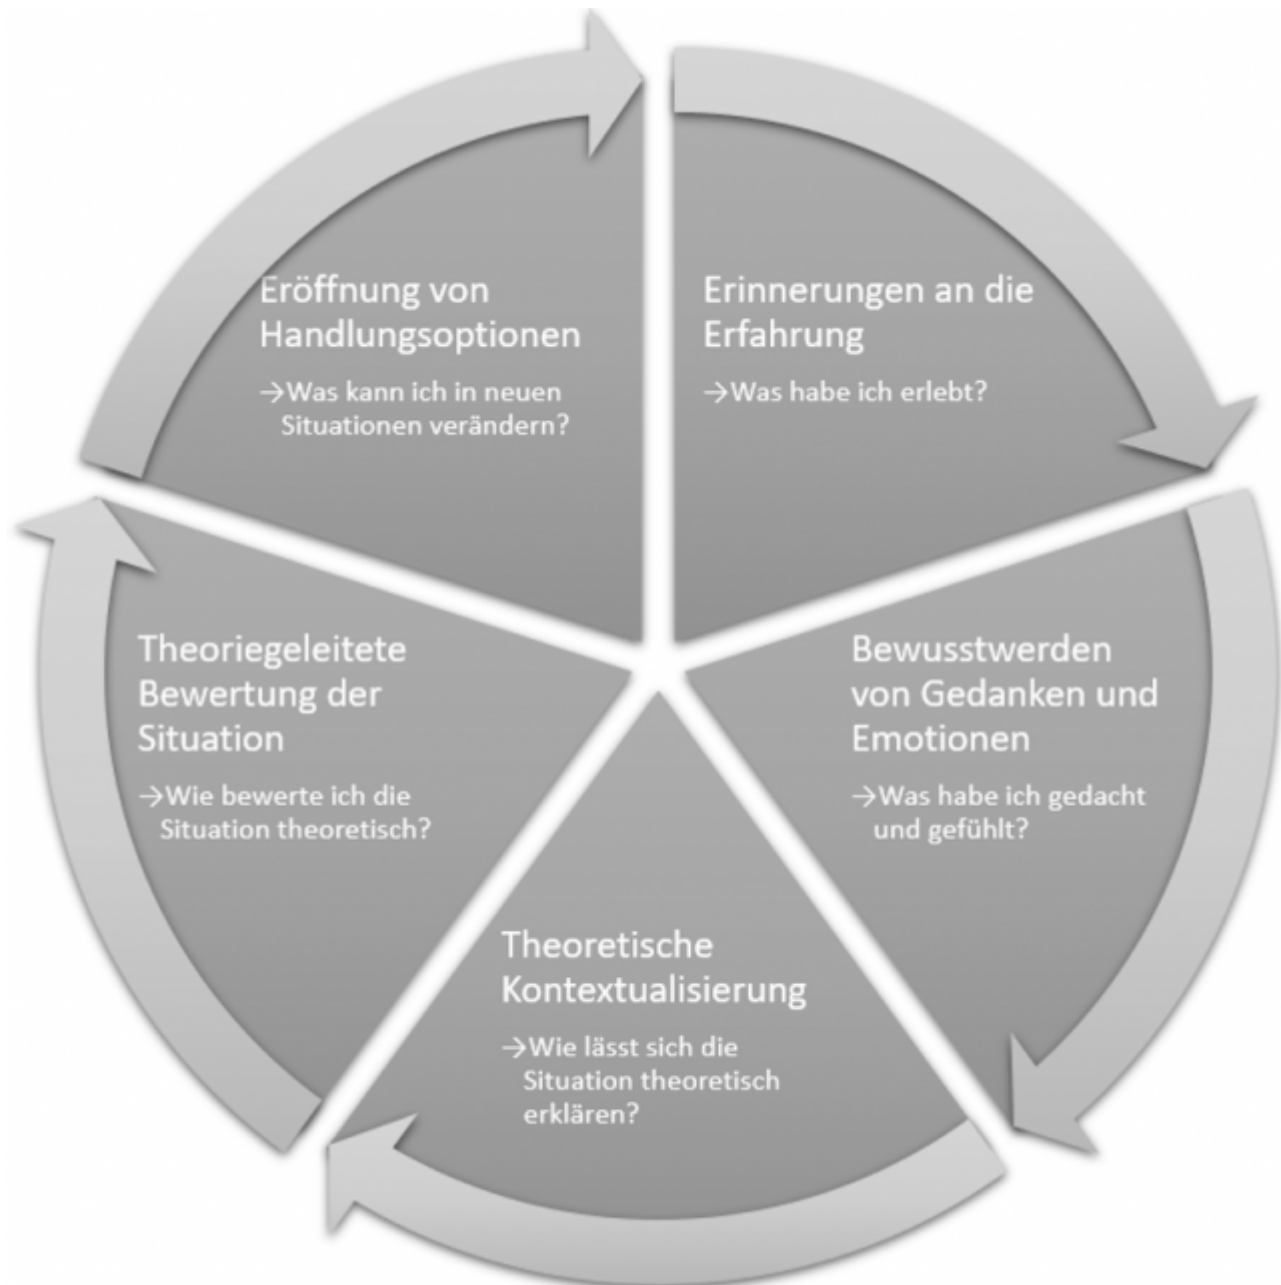 Erinnerungen an die
Erfahrung
→Was habe ich erlebt?
Bewusstwerden
von Gedanken und
Emotionen
→Was habe ich gedacht
und gefühlt?
Theoretische
Kontextualisierung
→Wie lässt sich die
Situation theoretisch
erklären?
Theoriegeleitete
Bewertung der
Situation
→Wie bewerte ich die
Situation theoretisch?
Eröffnung von
Handlungsoptionen
→Was kann ich in neuen
Situationen verändern?